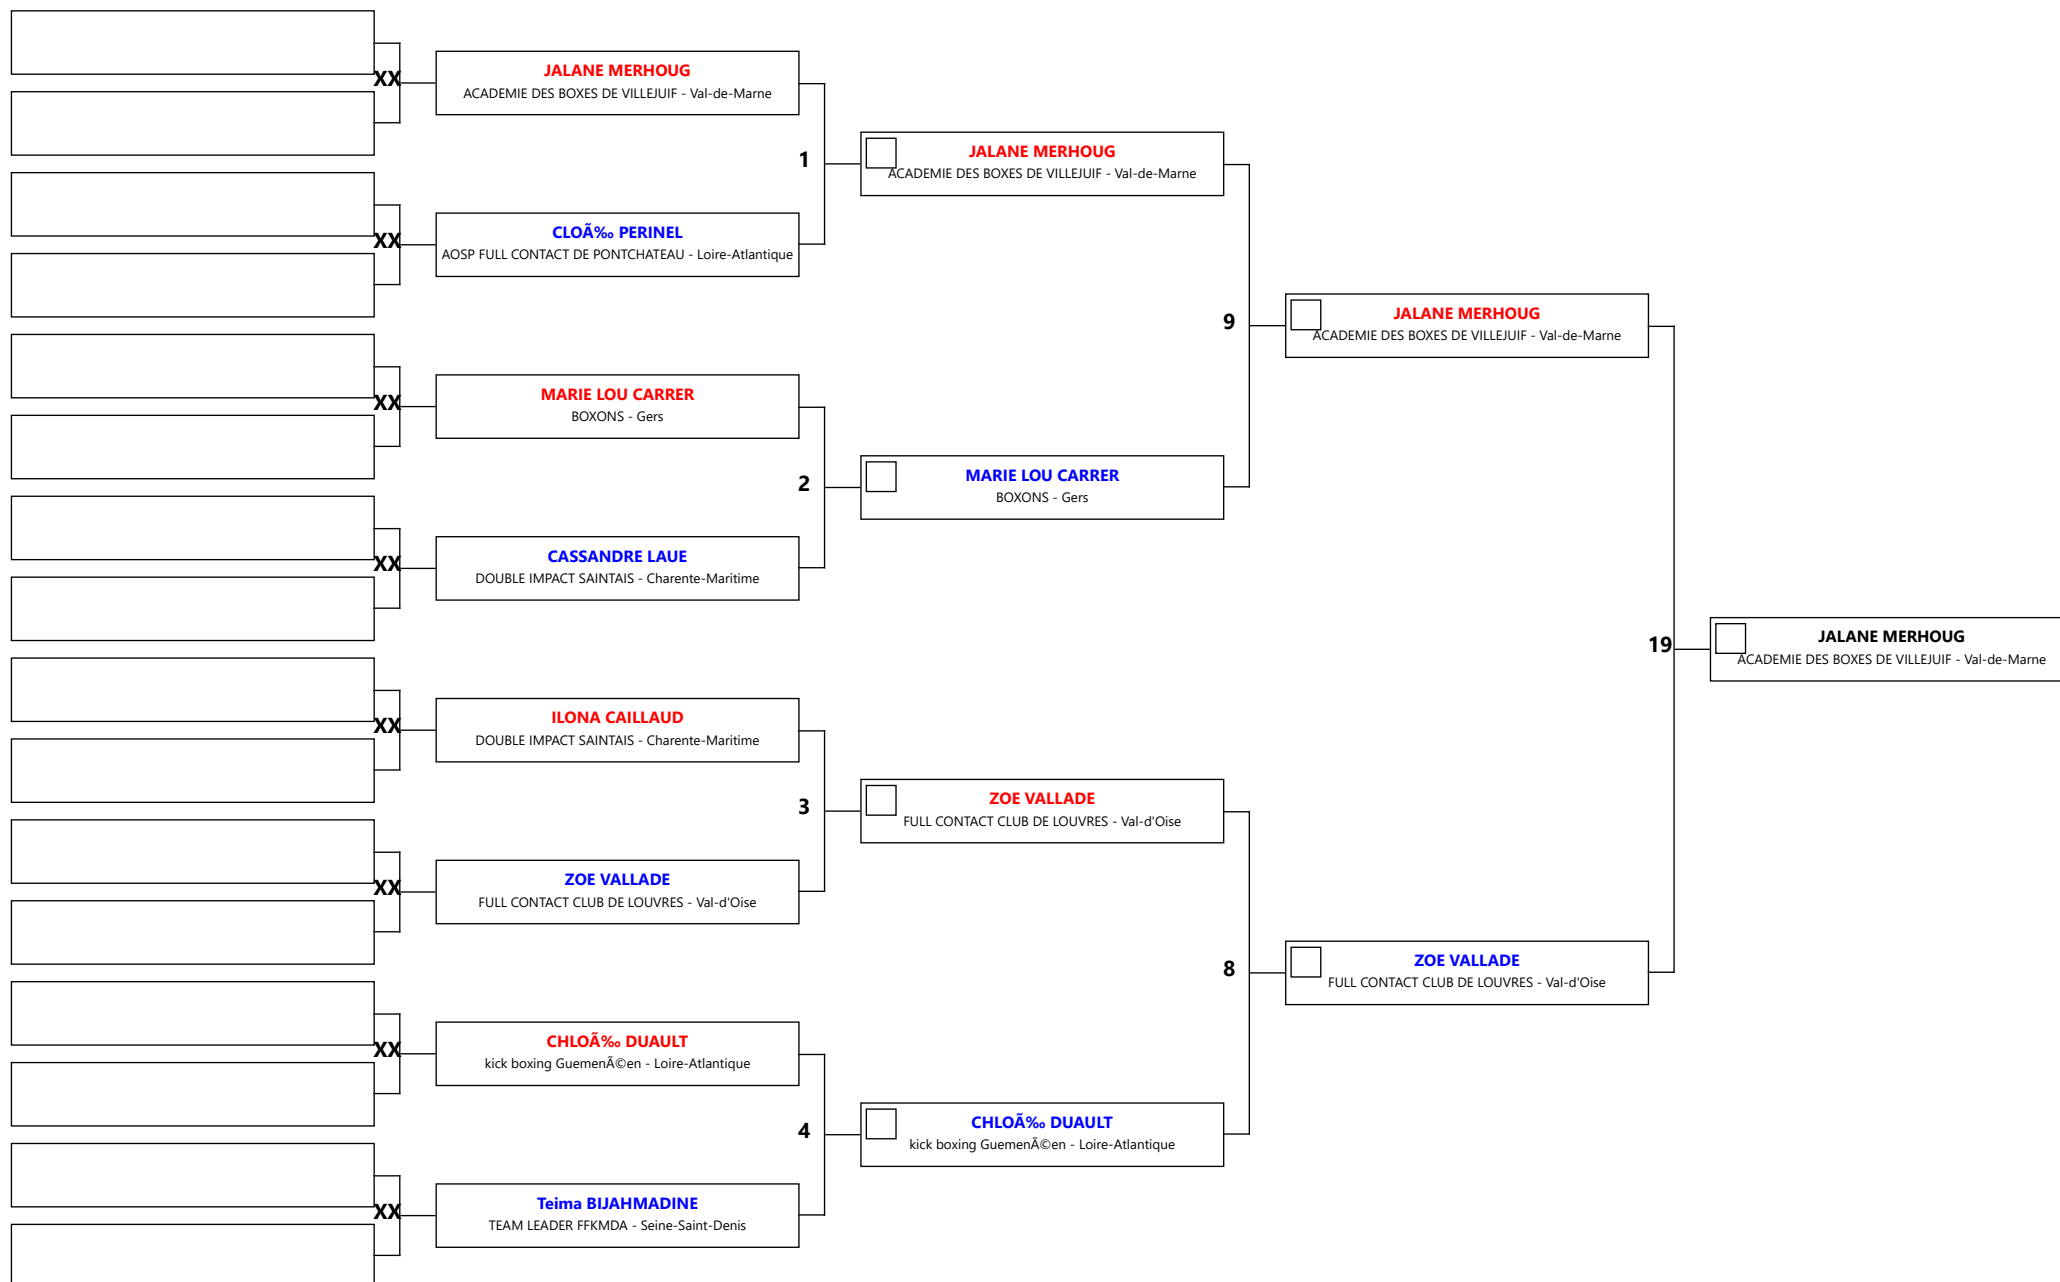 XX
JALANE MERHOUG
ACADEMIE DES BOXES DE VILLEJUIF - Val-de-Marne
1
JALANE MERHOUG
ACADEMIE DES BOXES DE VILLEJUIF - Val-de-Marne
XX
CLOÃ‰ PERINEL
AOSP FULL CONTACT DE PONTCHATEAU - Loire-Atlantique
9
JALANE MERHOUG
ACADEMIE DES BOXES DE VILLEJUIF - Val-de-Marne
XX
MARIE LOU CARRER
BOXONS - Gers
2
MARIE LOU CARRER
BOXONS - Gers
XX
CASSANDRE LAUE
DOUBLE IMPACT SAINTAIS - Charente-Maritime
19
JALANE MERHOUG
ACADEMIE DES BOXES DE VILLEJUIF - Val-de-Marne
XX
ILONA CAILLAUD
DOUBLE IMPACT SAINTAIS - Charente-Maritime
3
ZOE VALLADE
FULL CONTACT CLUB DE LOUVRES - Val-d'Oise
XX
ZOE VALLADE
FULL CONTACT CLUB DE LOUVRES - Val-d'Oise
8
ZOE VALLADE
FULL CONTACT CLUB DE LOUVRES - Val-d'Oise
XX
CHLOÃ‰ DUAULT
kick boxing GuemenÃ©en - Loire-Atlantique
4
CHLOÃ‰ DUAULT
kick boxing GuemenÃ©en - Loire-Atlantique
XX
Teima BIJAHMADINE
TEAM LEADER FFKMDA - Seine-Saint-Denis